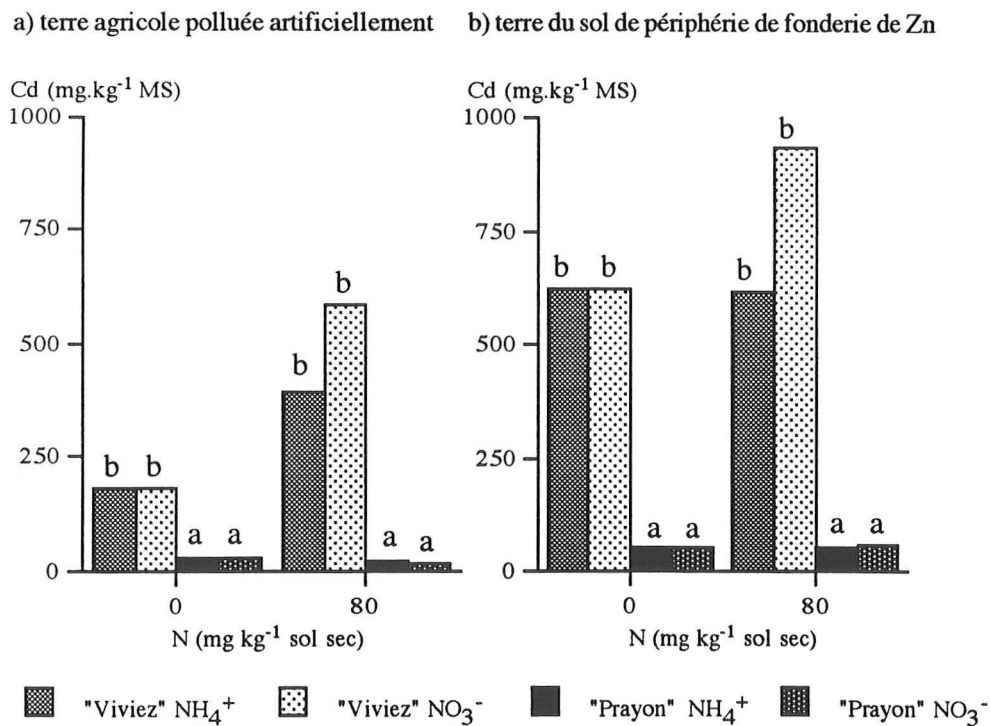 a) terre agricole polluée artificiellement
b) terre du sol de périphérie de fonderie de Zn
Cd (mg.kg⁻¹ MS)
1000
750
500
250
0
b b
a a
b
b
a a
0 80
N (mg kg⁻¹ sol sec)
Cd (mg.kg⁻¹ MS)
1000
750
500
250
0
b b
a a
b
b
a a
0 80
N (mg kg⁻¹ sol sec)
"Viviez" NH₄⁺ "Viviez" NO₃⁻ "Prayon" NH₄⁺ "Prayon" NO₃⁻